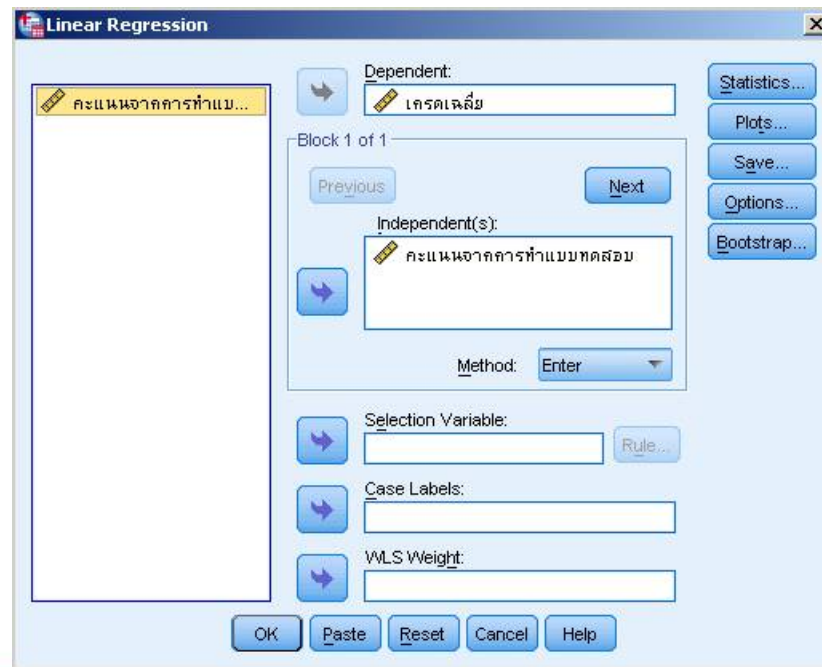 Linear Regression
คะแนนจากการทำแบ...
Dependent:
เกรดเฉลี่ย
Block 1 of 1
Previous
Next
Independent(s):
คะแนนจากการทำแบบทดสอบ
Method:
Enter
Selection Variable:
Rule...
Case Labels:
WLS Weight:
Statistics...
Plots...
Save...
Options...
Bootstrap...
OK
Paste
Reset
Cancel
Help